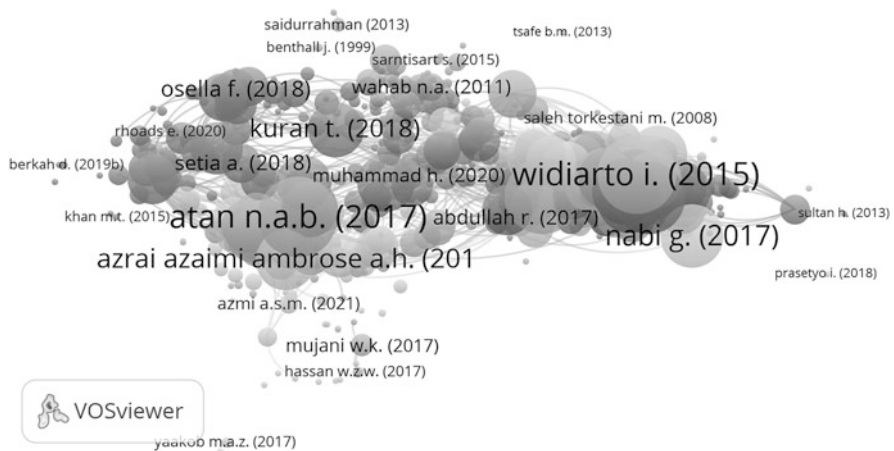 saidurrahman (2013)
tsafe b.m. (2013)
benthall j. (1999)
sarntisart s. (2015)
osella f. (2018)
wahab n.a. (2011)
saleh torkestani m. (2008)
rhoads e. (2020)
kuran t. (2018)
berkah d. (2019b)
setia a. (2018)
muhammad h. (2020)
widiarto i. (2015)
khan m.t. (2015)
atan n.a.b. (2017)
abdullah r. (2017)
sultan h. (2013)
nabi g. (2017)
azrai azaimi ambrose a.h. (201
prasetyo i. (2018)
azmi a.s.m. (2021)
mujani w.k. (2017)
hassan w.z.w. (2017)
VOSviewer
yaakob m.a.z. (2017)